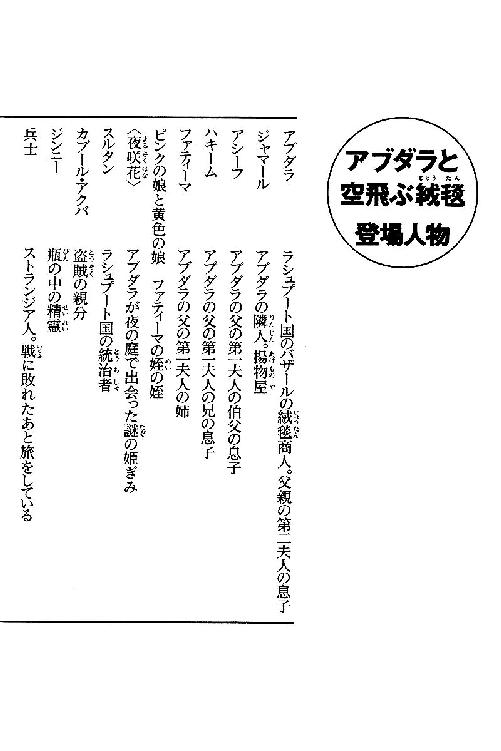 アブダラと
空飛ぶ絨毯
登場人物
アブダラ　ラシュプート国のバザールの絨毯商人。父親の第二夫人の息子
ジャマール　アブダラの隣人。揚物屋
アシーフ　アブダラの父の第一夫人の伯父の息子
ハキーム　アブダラの父の第一夫人の兄の息子
ファティーマ　アブダラの父の第一夫人の姉
ピンクの娘と黄色の娘　ファティーマの姪の姪
〈夜咲花〉　アブダラが夜の庭で出会った謎の姫ぎみ
スルタン　ラシュプート国の統治者
カブール・アクバ　盗賊の親分
ジンニー　瓶の中の精霊
兵士　ストランジア人。戦に敗れたあと旅をしている